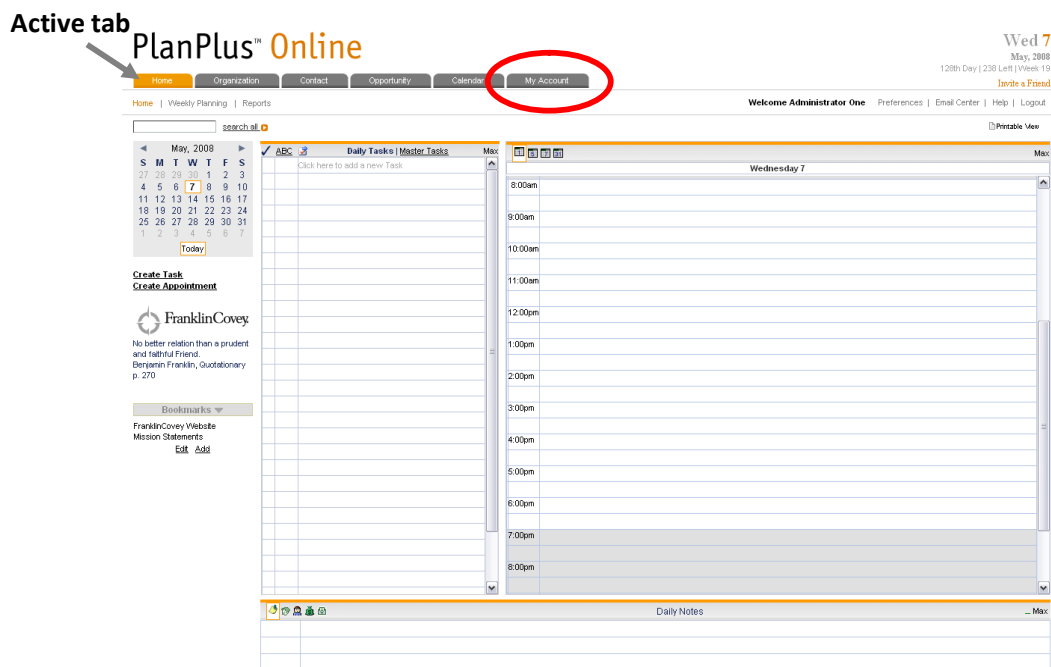 Active tab
PlanPlus™ Online
Wed 7
May, 2008
128th Day | 238 Left | Week 19
Invite a Friend
Home Organization Contact Opportunity Calendar My Account
Home | Weekly Planning | Reports
Welcome Administrator One Preferences | Email Center | Help | Logout
search all
Printable View
May, 2008
S M T W T F S
27 28 29 30 1 2 3
4 5 6 7 8 9 10
11 12 13 14 15 16 17
18 19 20 21 22 23 24
25 26 27 28 29 30 31
1 2 3 4 5 6 7
Today
Create Task
Create Appointment
FranklinCovey
No better relation than a prudent
and faithful Friend.
Benjamin Franklin, Quotationary
p. 270
Bookmarks
FranklinCovey Website
Mission Statements
Edit Add
ABC Daily Tasks | Master Tasks Max
Click here to add a new Task
1 5 7 31 Max
Wednesday 7
8:00am
9:00am
10:00am
11:00am
12:00pm
1:00pm
2:00pm
3:00pm
4:00pm
5:00pm
6:00pm
7:00pm
8:00pm
Daily Notes
Max